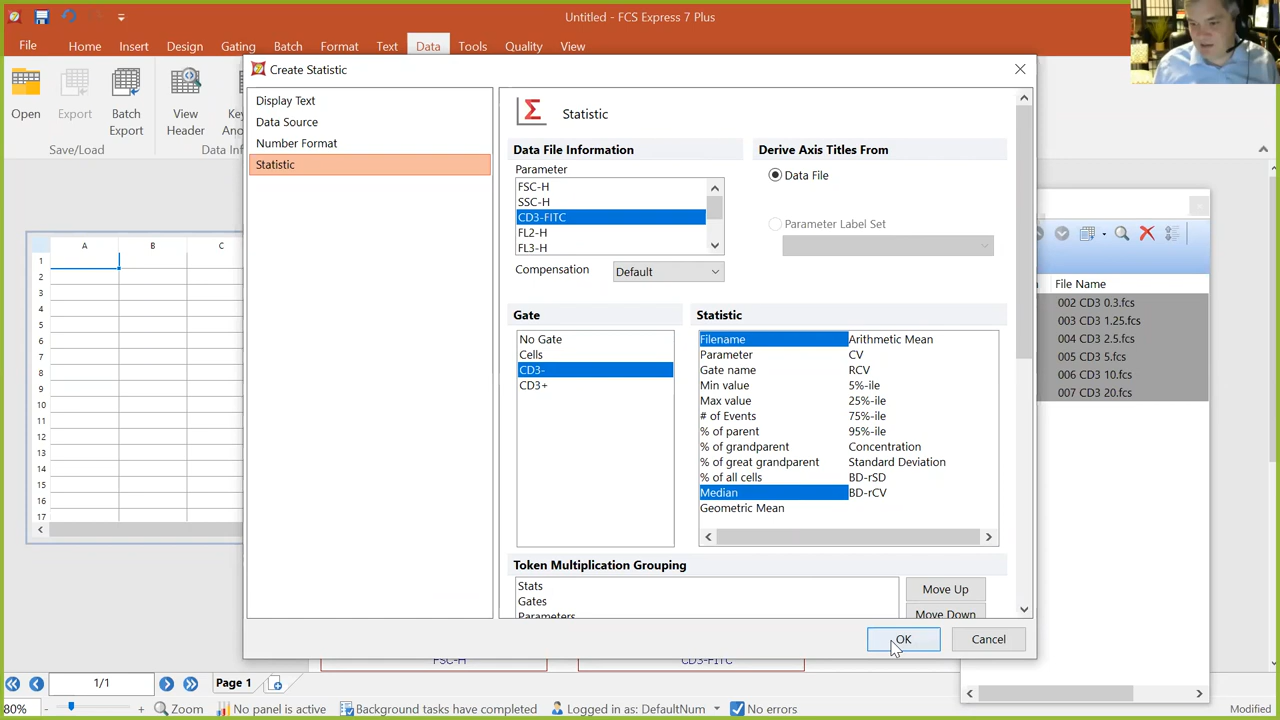 Untitled - FCS Express 7 Plus
File Home Insert Design Gating Batch Format Text Data Tools Quality View
Open
Export
Batch Export
View Header
Save/Load
Create Statistic
Display Text
Data Source
Number Format
Statistic
Statistic
Data File Information
Parameter
FSC-H
SSC-H
CD3-FITC
FL2-H
FL3-H
Compensation Default
Derive Axis Titles From
Data File
Parameter Label Set
Gate
No Gate
Cells
CD3-
CD3+
Statistic
Filename Arithmetic Mean
Parameter CV
Gate name RCV
Min value 5%-ile
Max value 25%-ile
# of Events 75%-ile
% of parent 95%-ile
% of grandparent Concentration
% of great grandparent Standard Deviation
% of all cells BD-rSD
Median BD-rCV
Geometric Mean
Token Multiplication Grouping
Stats
Gates
Parameters
Move Up
Move Down
OK Cancel
A B C
1
2
3
4
5
6
7
8
9
10
11
12
13
14
15
16
17
File Name
002 CD3 0.3.fcs
003 CD3 1.25.fcs
004 CD3 2.5.fcs
005 CD3 5.fcs
006 CD3 10.fcs
007 CD3 20.fcs
FSC-H CD3-FITC
1/1 Page 1
80% - + Zoom No panel is active Background tasks have completed Logged in as: DefaultNum No errors Modified